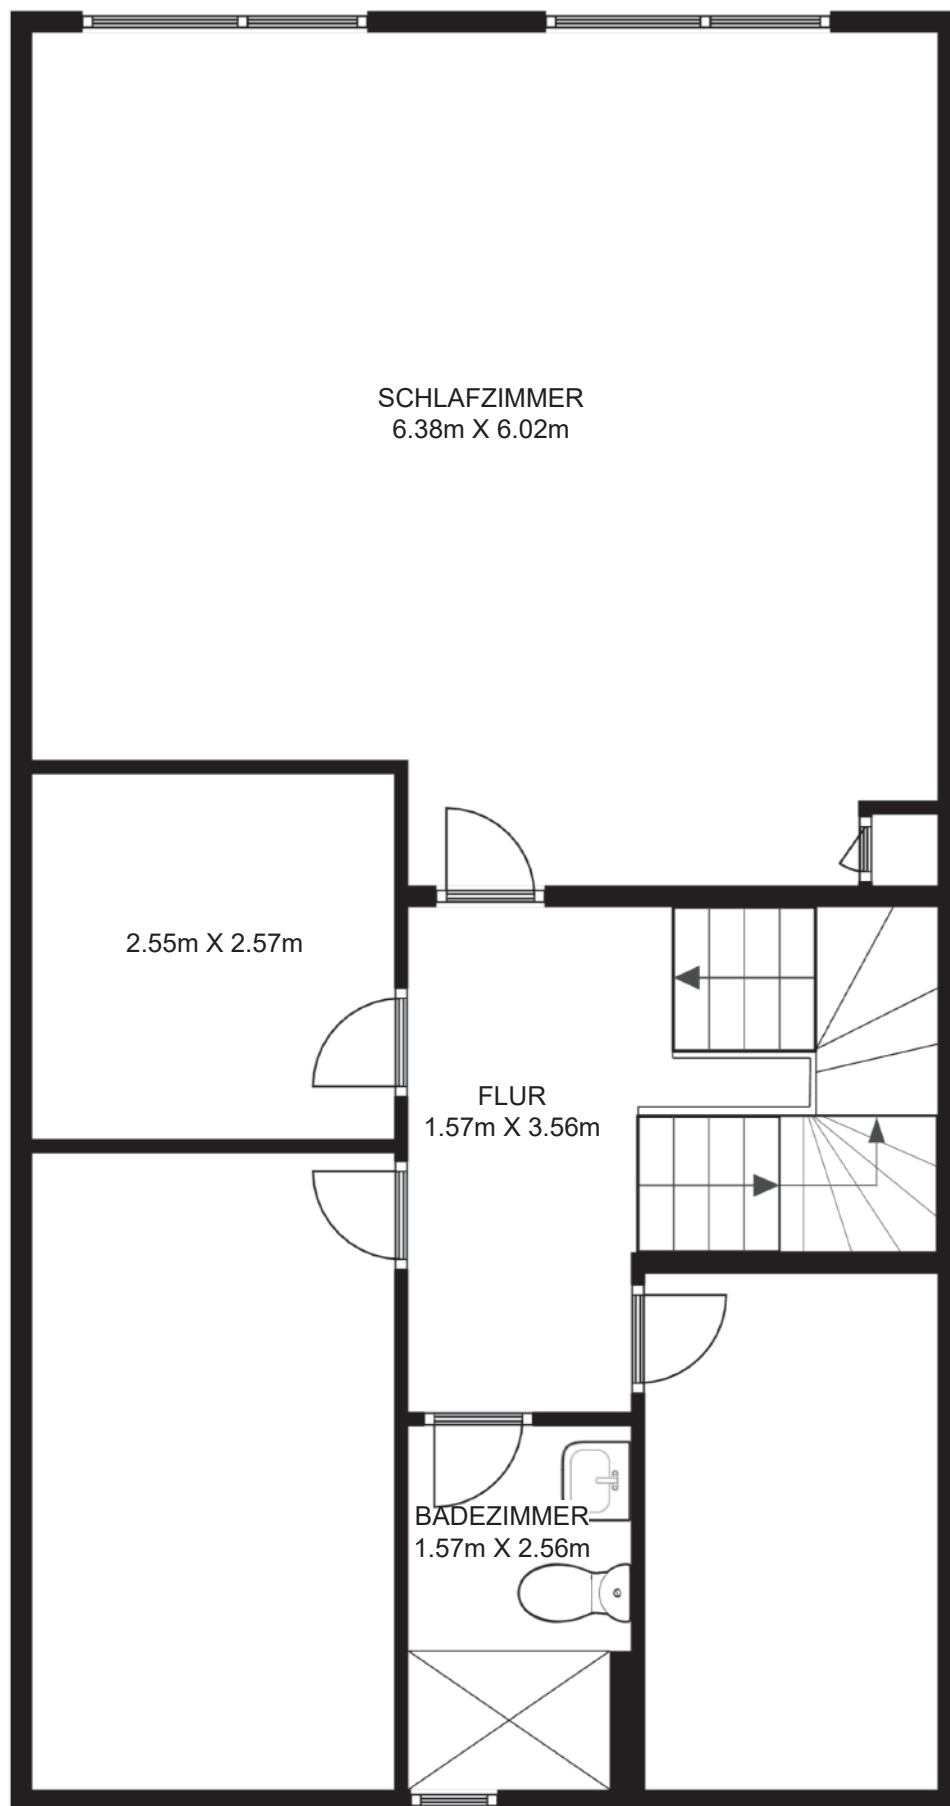 SCHLAFZIMMER
6.38m X 6.02m
2.55m X 2.57m
FLUR
1.57m X 3.56m
BADEZIMMER
1.57m X 2.56m